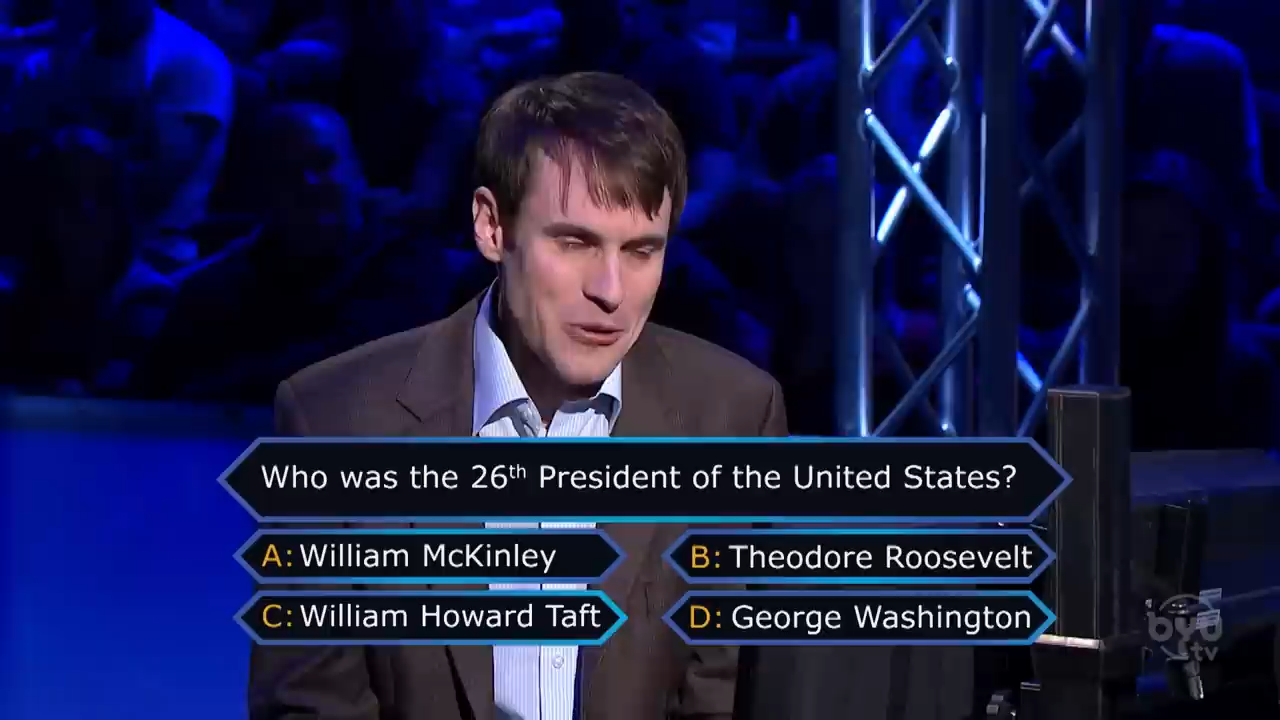 Who was the 26th President of the United States?
A: William McKinley
B: Theodore Roosevelt
C: William Howard Taft
D: George Washington
byu
tv